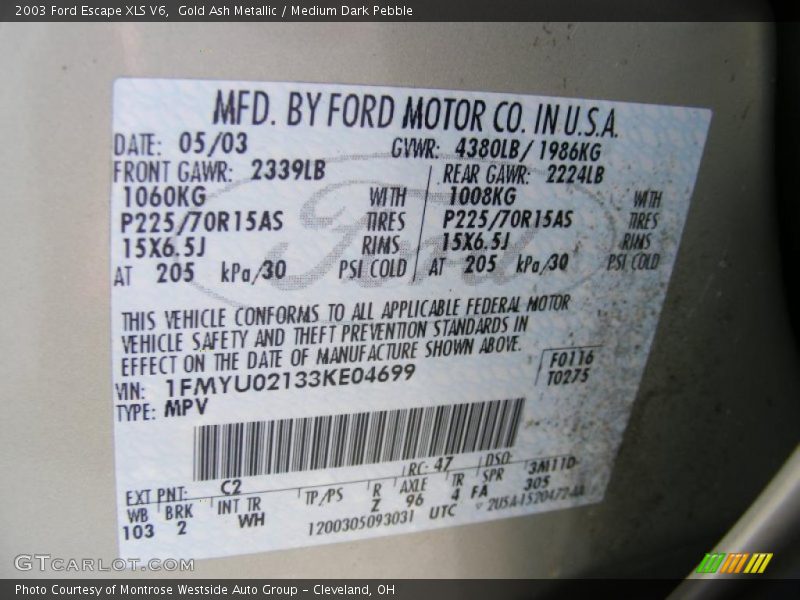 2003 Ford Escape XLS V6,  Gold Ash Metallic / Medium Dark Pebble
MFD. BY FORD MOTOR CO. IN U.S.A.
DATE: 05/03 GVWR: 4380LB/ 1986KG
FRONT GAWR: 2339LB REAR GAWR: 2224LB
1060KG WITH 1008KG WITH
P225/70R15AS TIRES P225/70R15AS TIRES
15X6.5J RIMS 15X6.5J RIMS
AT 205 kPa/30 PSI COLD AT 205 kPa/30 PSI COLD
Ford
THIS VEHICLE CONFORMS TO ALL APPLICABLE FEDERAL MOTOR
VEHICLE SAFETY AND THEFT PREVENTION STANDARDS IN
EFFECT ON THE DATE OF MANUFACTURE SHOWN ABOVE.
F0116
VIN: 1FMYU02133KE04699 T0275
TYPE: MPV
EXT PNT: C2 RC: 47 DSO: 3M11D
WB BRK INT TR TP/PS R AXLE TR SPR 305
103 2 WH Z 96 4 FA
1200305093031 UTC
GTCarLot.com
Photo Courtesy of Montrose Westside Auto Group - Cleveland, OH